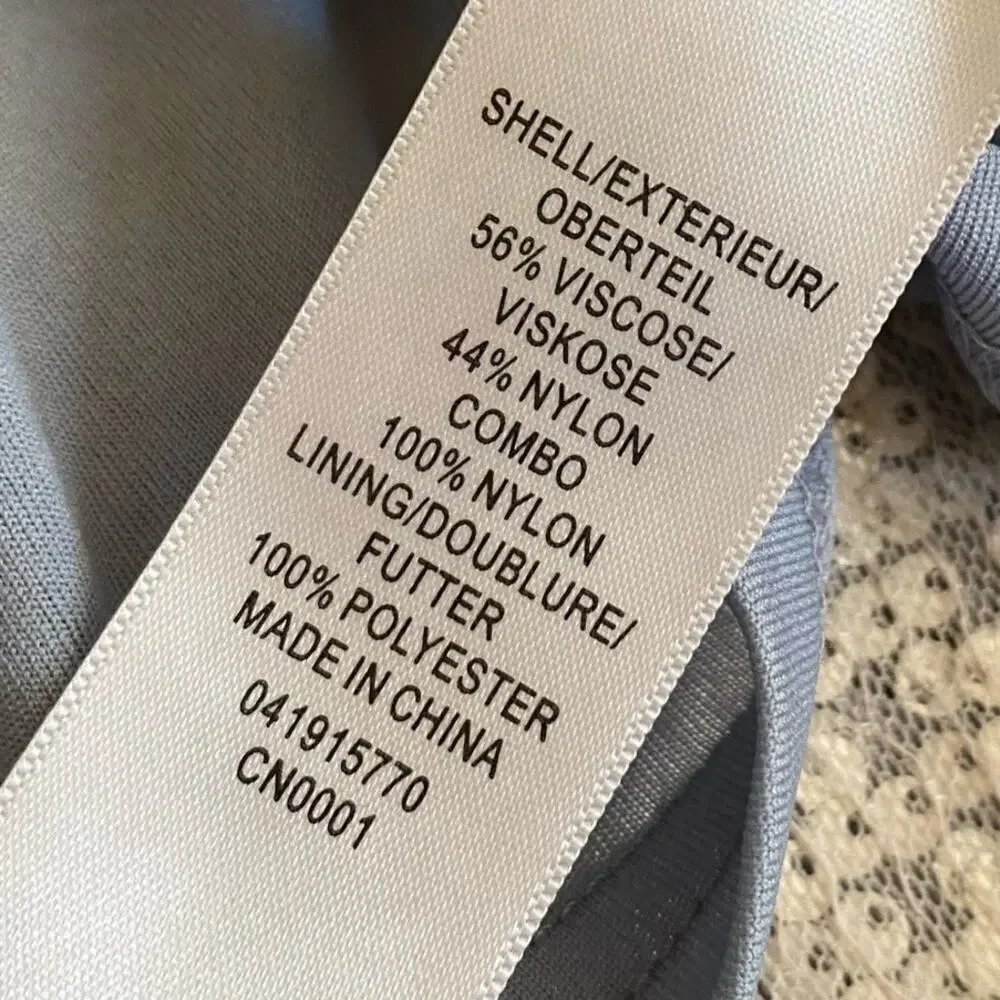 SHELL/EXTERIEUR/
OBERTEIL
56% VISCOSE/
VISKOSE
44% NYLON
COMBO
100% NYLON
LINING/DOUBLURE/
FUTTER
100% POLYESTER
MADE IN CHINA
041915770
CN0001